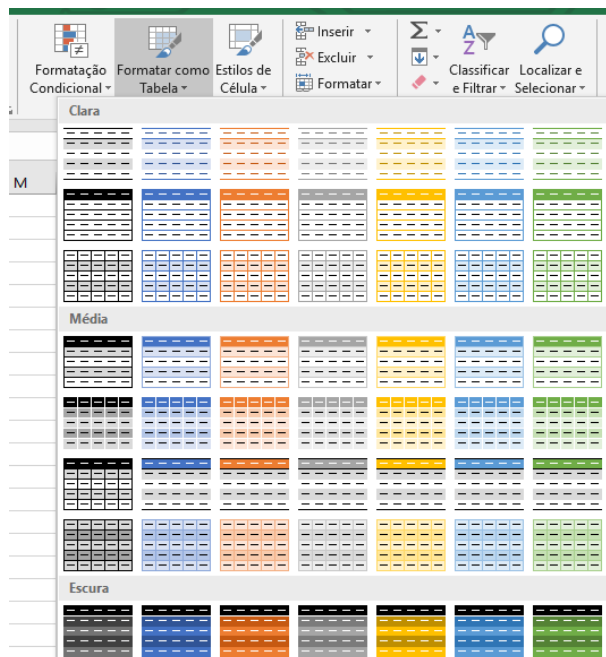 Inserir
Excluir
Formatar
Formatação Condicional
Formatar como Tabela
Estilos de Célula
Classificar e Filtrar
Localizar e Selecionar
Clara
M
Média
Escura